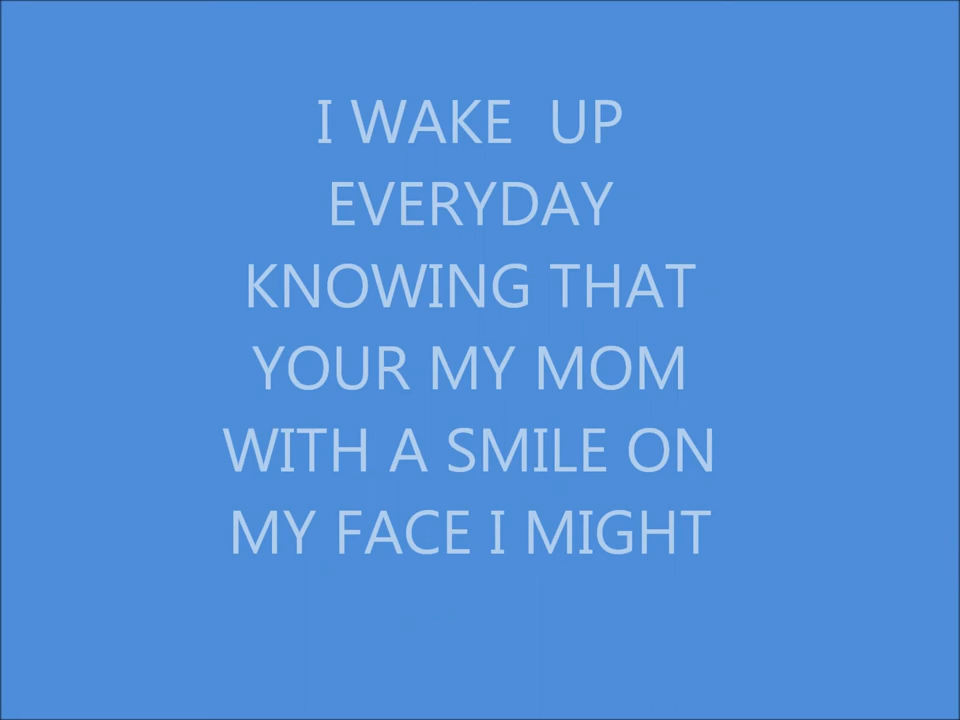 I WAKE  UP
EVERYDAY
KNOWING THAT
YOUR MY MOM
WITH A SMILE ON
MY FACE I MIGHT